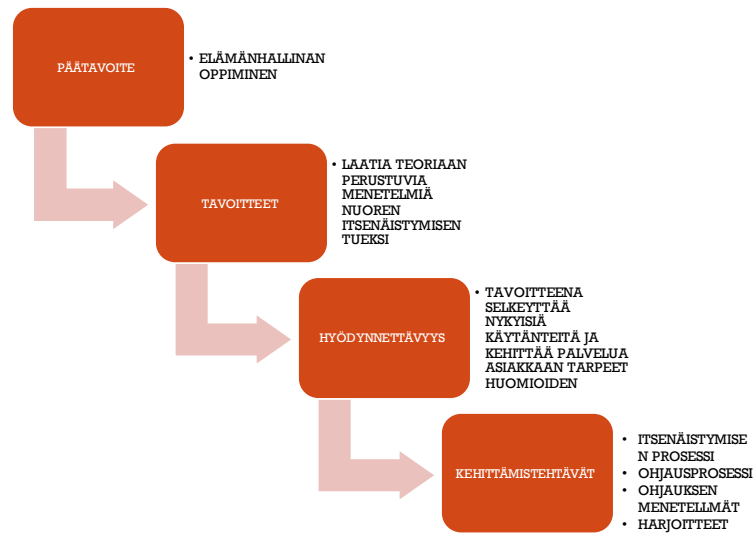 PÄÄTAVOITE
• ELÄMÄNHALLINAN
OPPIMINEN
TAVOITTEET
• LAATIA TEORIAAN
PERUSTUVIA
MENETELMIÄ
NUOREN
ITSENÄISTYMISEN
TUEKSI
HYÖDYNNETTÄVYYS
• TAVOITTEENA
SELKEYTTÄÄ
NYKYISIÄ
KÄYTÄNTEITÄ JA
KEHITTÄÄ PALVELUA
ASIAKKAAN TARPEET
HUOMIOIDEN
KEHITTÄMISTEHTÄVÄT
• ITSENÄISTYMISE
N PROSESSI
• OHJAUSPROSESSI
• OHJAUKSEN
MENETELLMÄT
• HARJOITTEET